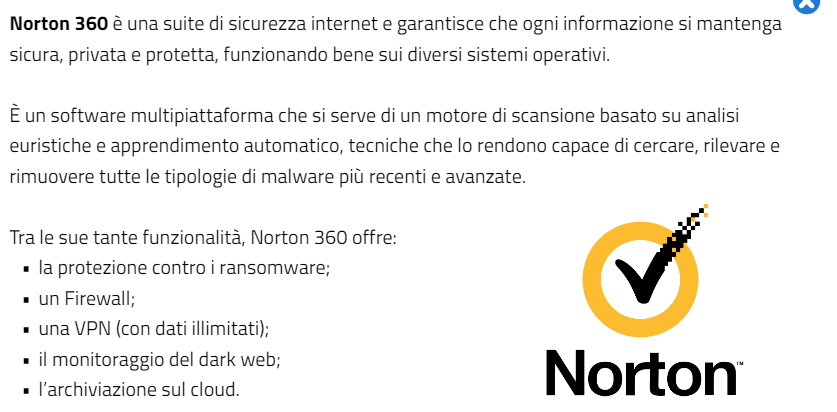 Norton 360 è una suite di sicurezza internet e garantisce che ogni informazione si mantenga
sicura, privata e protetta, funzionando bene sui diversi sistemi operativi.
È un software multipiattaforma che si serve di un motore di scansione basato su analisi
euristiche e apprendimento automatico, tecniche che lo rendono capace di cercare, rilevare e
rimuovere tutte le tipologie di malware più recenti e avanzate.
Tra le sue tante funzionalità, Norton 360 offre:
▪ la protezione contro i ransomware;
▪ un Firewall;
▪ una VPN (con dati illimitati);
▪ il monitoraggio del dark web;
▪ l'archiviazione sul cloud.
Norton™